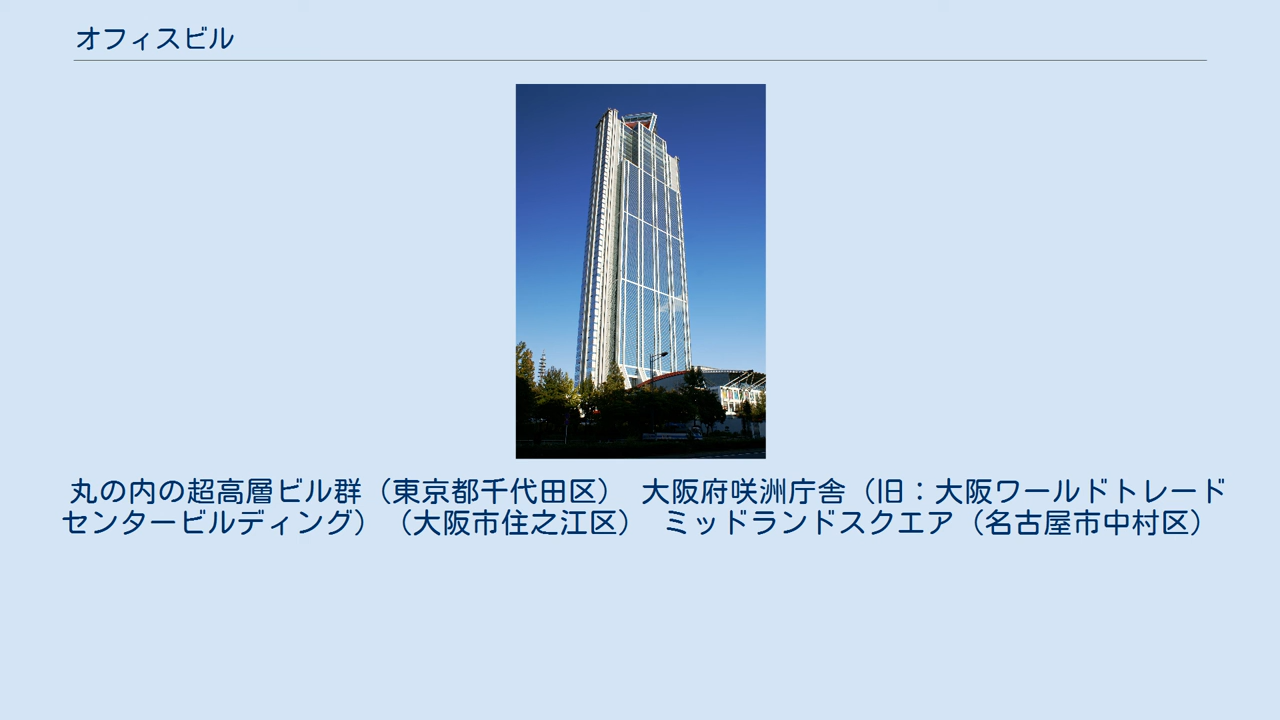 オフィスビル
丸の内の超高層ビル群（東京都千代田区）　大阪府咲洲庁舎（旧：大阪ワールドトレード
センタービルディング）（大阪市住之江区）　ミッドランドスクエア（名古屋市中村区）